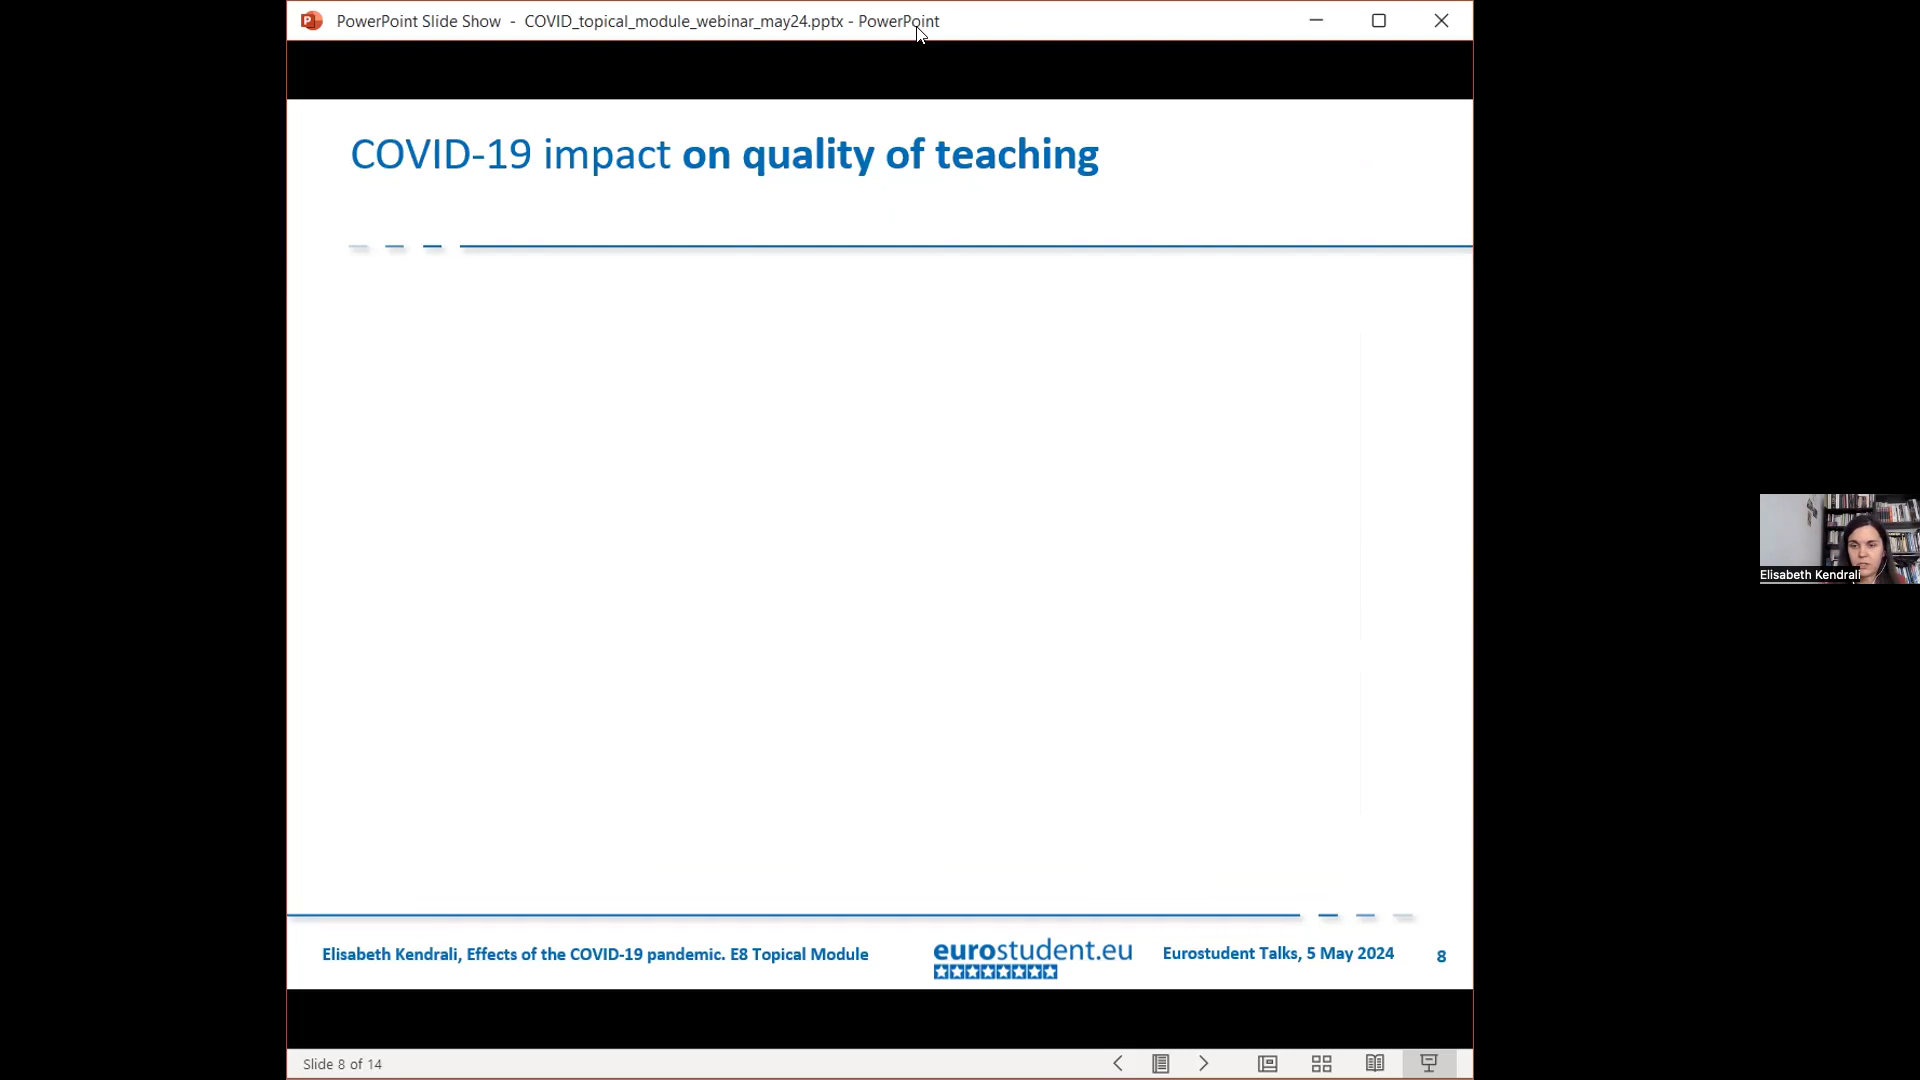 PowerPoint Slide Show - COVID_topical_module_webinar_may24.pptx - PowerPoint
COVID-19 impact on quality of teaching
Elisabeth Kendrali
Elisabeth Kendrali, Effects of the COVID-19 pandemic. E8 Topical Module
eurostudent.eu
Eurostudent Talks, 5 May 2024
8
Slide 8 of 14